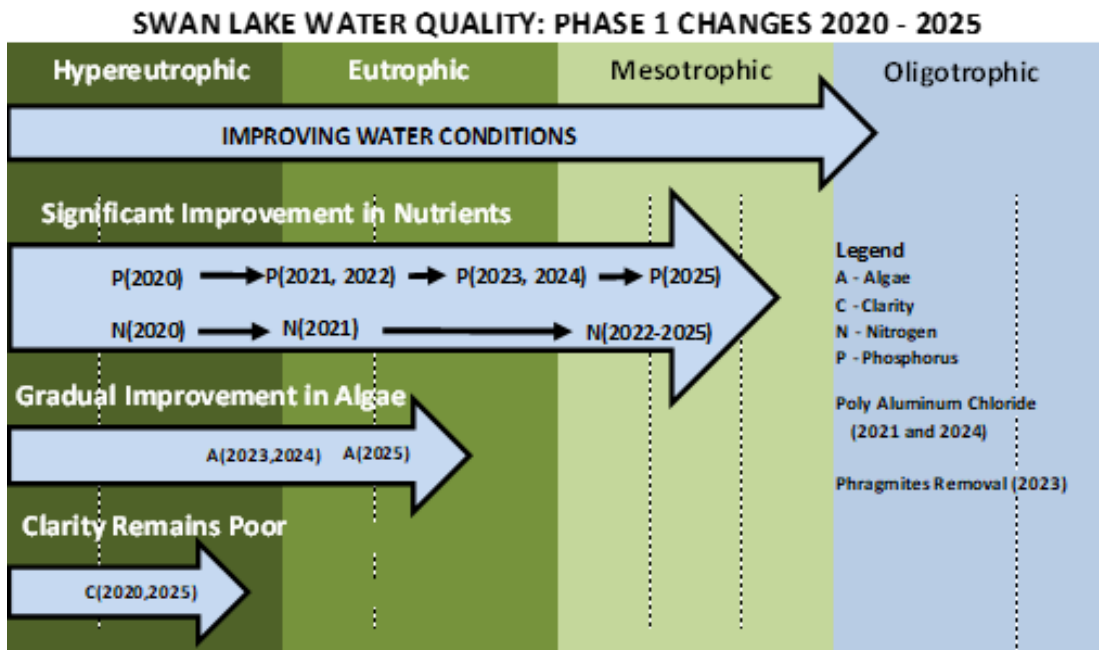 SWAN LAKE WATER QUALITY: PHASE 1 CHANGES 2020 - 2025
Hypereutrophic Eutrophic Mesotrophic Oligotrophic
IMPROVING WATER CONDITIONS
Significant Improvement in Nutrients
P(2020) P(2021, 2022) P(2023, 2024) P(2025)
N(2020) N(2021) N(2022-2025)
Gradual Improvement in Algae
A(2023,2024) A(2025)
Clarity Remains Poor
C(2020,2025)
Legend
A - Algae
C - Clarity
N - Nitrogen
P - Phosphorus
Poly Aluminum Chloride
(2021 and 2024)
Phragmites Removal (2023)